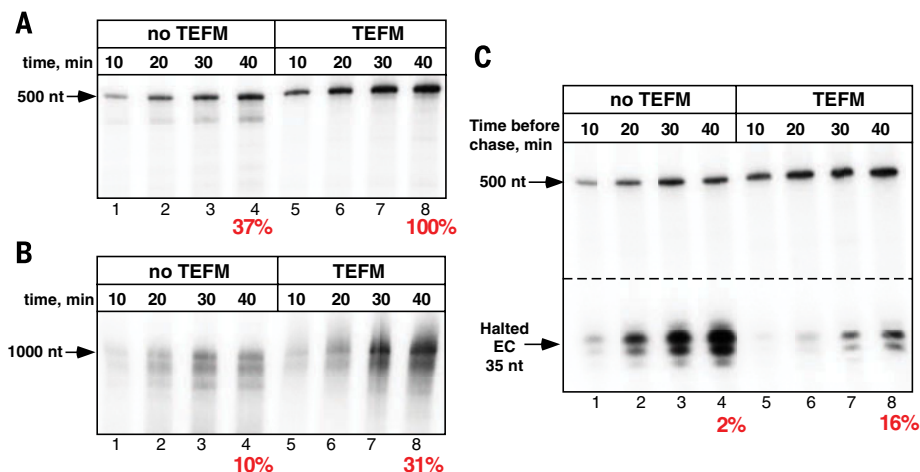 A
no TEFM TEFM
time, min 10 20 30 40 10 20 30 40
500 nt
1 2 3 4 5 6 7 8
37% 100%
B
no TEFM TEFM
time, min 10 20 30 40 10 20 30 40
1000 nt
1 2 3 4 5 6 7 8
10% 31%
C
no TEFM TEFM
Time before
chase, min 10 20 30 40 10 20 30 40
500 nt
Halted
EC
35 nt
1 2 3 4 5 6 7 8
2% 16%